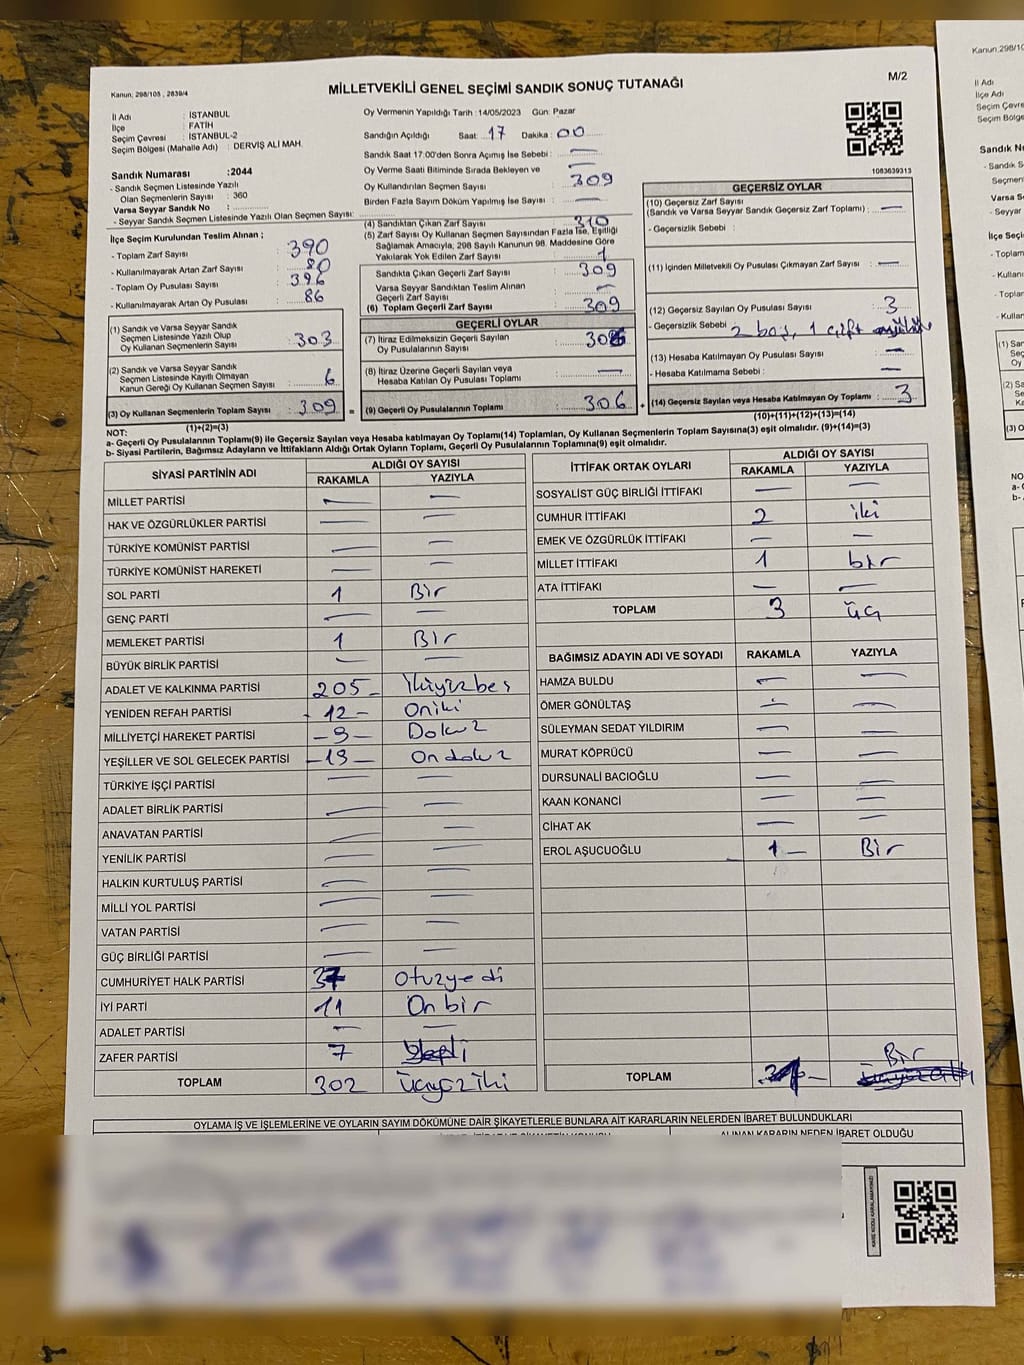 MİLLETVEKİLİ GENEL SEÇİMİ SANDIK SONUÇ TUTANAĞI
M/2
Kanun, 298/105 , 2839/4
İl Adı : İSTANBUL
İlçe : FATİH
Seçim Çevresi : İSTANBUL-2
Seçim Bölgesi (Mahalle Adı) : DERVİŞ ALİ MAH.
Sandık Numarası :2044
- Sandık Seçmen Listesinde Yazılı
Olan Seçmenlerin Sayısı : 360
Varsa Seyyar Sandık No :
- Seyyar Sandık Seçmen Listesinde Yazılı Olan Seçmen Sayısı:
Oy Vermenin Yapıldığı Tarih : 14/05/2023 Gün: Pazar
Sandığın Açıldığı Saat: 17 Dakika: 00
Sandık Saat 17:00'den Sonra Açımış İse Sebebi : —
Oy Verme Saati Bitiminde Sırada Bekleyen ve
Oy Kullandırılan Seçmen Sayısı : 309
Birden Fazla Sayım Döküm Yapılmış İse Sayısı : —
1083639313
İlçe Seçim Kurulundan Teslim Alınan ;
- Toplam Zarf Sayısı : 390
- Kullanılmayarak Artan Zarf Sayısı : 80
- Toplam Oy Pusulası Sayısı : 396
- Kullanılmayarak Artan Oy Pusulası : 86
(1) Sandık ve Varsa Seyyar Sandık
Seçmen Listesinde Yazılı Olup
Oy Kullanan Seçmenlerin Sayısı : 303
(2) Sandık ve Varsa Seyyar Sandık
Seçmen Listesinde Kayıtlı Olmayan
Kanun Gereği Oy Kullanan Seçmen Sayısı : 6
(3) Oy Kullanan Seçmenlerin Toplam Sayısı : 309
(1)+(2)=(3)
(4) Sandıktan Çıkan Zarf Sayısı : 310
(5) Zarf Sayısı Oy Kullanan Seçmen Sayısından Fazla İse, Eşitliği
Sağlamak Amacıyla, 298 Sayılı Kanunun 98. Maddesine Göre
Yakılarak Yok Edilen Zarf Sayısı : 1
Sandıkta Çıkan Geçerli Zarf Sayısı : 309
Varsa Seyyar Sandıktan Teslim Alınan
Geçerli Zarf Sayısı : —
(6) Toplam Geçerli Zarf Sayısı : 309
GEÇERLİ OYLAR
(7) İtiraz Edilmeksizin Geçerli Sayılan
Oy Pusulalarının Sayısı : 306
(8) İtiraz Üzerine Geçerli Sayılan veya
Hesaba Katılan Oy Pusulası Toplamı : —
(9) Geçerli Oy Pusulalarının Toplamı : 306
GEÇERSİZ OYLAR
(10) Geçersiz Zarf Sayısı
(Sandık ve Varsa Seyyar Sandık Geçersiz Zarf Toplamı) : —
- Geçersizlik Sebebi :
(11) İçinden Milletvekili Oy Pusulası Çıkmayan Zarf Sayısı : —
(12) Geçersiz Sayılan Oy Pusulası Sayısı : 3
- Geçersizlik Sebebi : 2 boş, 1 çift mühür
(13) Hesaba Katılmayan Oy Pusulası Sayısı : —
- Hesaba Katılmama Sebebi : —
(14) Geçersiz Sayılan veya Hesaba Katılmayan Oy Toplamı : 3
(10)+(11)+(12)+(13)=(14)
NOT:
a- Geçerli Oy Pusulalarının Toplamı(9) ile Geçersiz Sayılan veya Hesaba katılmayan Oy Toplamı(14) Toplamları, Oy Kullanan Seçmenlerin Toplam Sayısına(3) eşit olmalıdır. (9)+(14)=(3)
b- Siyasi Partilerin, Bağımsız Adayların ve İttifakların Aldığı Ortak Oyların Toplamı, Geçerli Oy Pusulalarının Toplamına(9) eşit olmalıdır.
SİYASİ PARTİNİN ADI ALDIĞI OY SAYISI
RAKAMLA YAZIYLA
MİLLET PARTİSİ — —
HAK VE ÖZGÜRLÜKLER PARTİSİ — —
TÜRKİYE KOMÜNİST PARTİSİ — —
TÜRKİYE KOMÜNİST HAREKETİ — —
SOL PARTİ 1 Bir
GENÇ PARTİ — —
MEMLEKET PARTİSİ 1 Bir
BÜYÜK BİRLİK PARTİSİ — —
ADALET VE KALKINMA PARTİSİ 205 İkiyüzbeş
YENİDEN REFAH PARTİSİ - 12 - Oniki
MİLLİYETÇİ HAREKET PARTİSİ - 9 - Dokuz
YEŞİLLER VE SOL GELECEK PARTİSİ - 19 - Ondokuz
TÜRKİYE İŞÇİ PARTİSİ — —
ADALET BİRLİK PARTİSİ — —
ANAVATAN PARTİSİ — —
YENİLİK PARTİSİ — —
HALKIN KURTULUŞ PARTİSİ — —
MİLLİ YOL PARTİSİ — —
VATAN PARTİSİ — —
GÜÇ BİRLİĞİ PARTİSİ — —
CUMHURİYET HALK PARTİSİ 37 Otuzyedi
İYİ PARTİ 11 On bir
ADALET PARTİSİ — —
ZAFER PARTİSİ 7
TOPLAM 302 Üçyüz iki
İTTİFAK ORTAK OYLARI ALDIĞI OY SAYISI
RAKAMLA YAZIYLA
SOSYALİST GÜÇ BİRLİĞİ İTTİFAKI — —
CUMHUR İTTİFAKI 2 iki
EMEK VE ÖZGÜRLÜK İTTİFAKI — —
MİLLET İTTİFAKI 1 bir
ATA İTTİFAKI — —
TOPLAM 3 üç
BAĞIMSIZ ADAYIN ADI VE SOYADI RAKAMLA YAZIYLA
HAMZA BULDU — —
ÖMER GÖNÜLTAŞ — —
SÜLEYMAN SEDAT YILDIRIM — —
MURAT KÖPRÜCÜ — —
DURSUNALİ BACIOĞLU — —
KAAN KONANCİ — —
CİHAT AK — —
EROL AŞUCUOĞLU 1 - Bir
TOPLAM Bir
OYLAMA İŞ VE İŞLEMLERİNE VE OYLARIN SAYIM DÖKÜMÜNE DAİR ŞİKAYETLERLE BUNLARA AİT KARARLARIN NELERDEN İBARET BULUNDUKLARI
ALINAN KARARIN NEDEN İBARET OLDUĞU